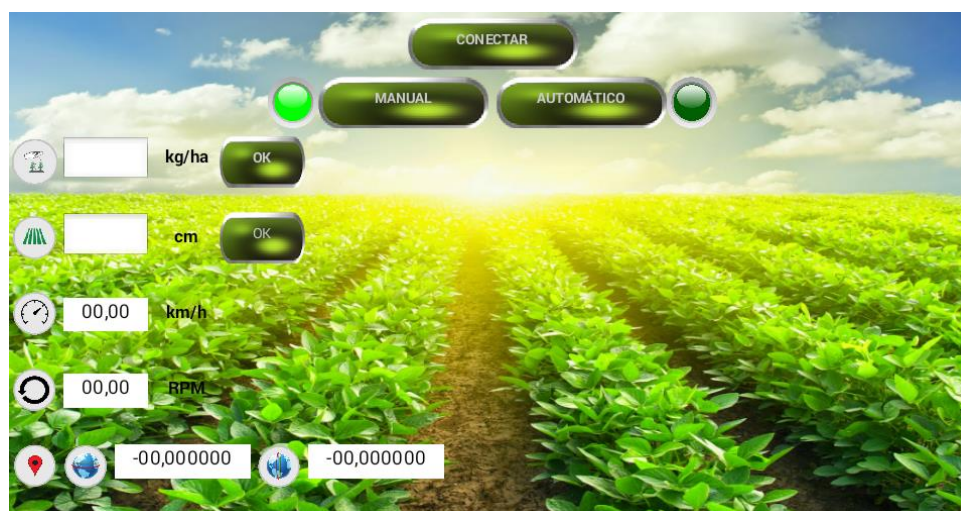 CONECTAR
MANUAL AUTOMÁTICO
kg/ha OK
cm OK
00,00 km/h
00,00 RPM
-00,000000 -00,000000